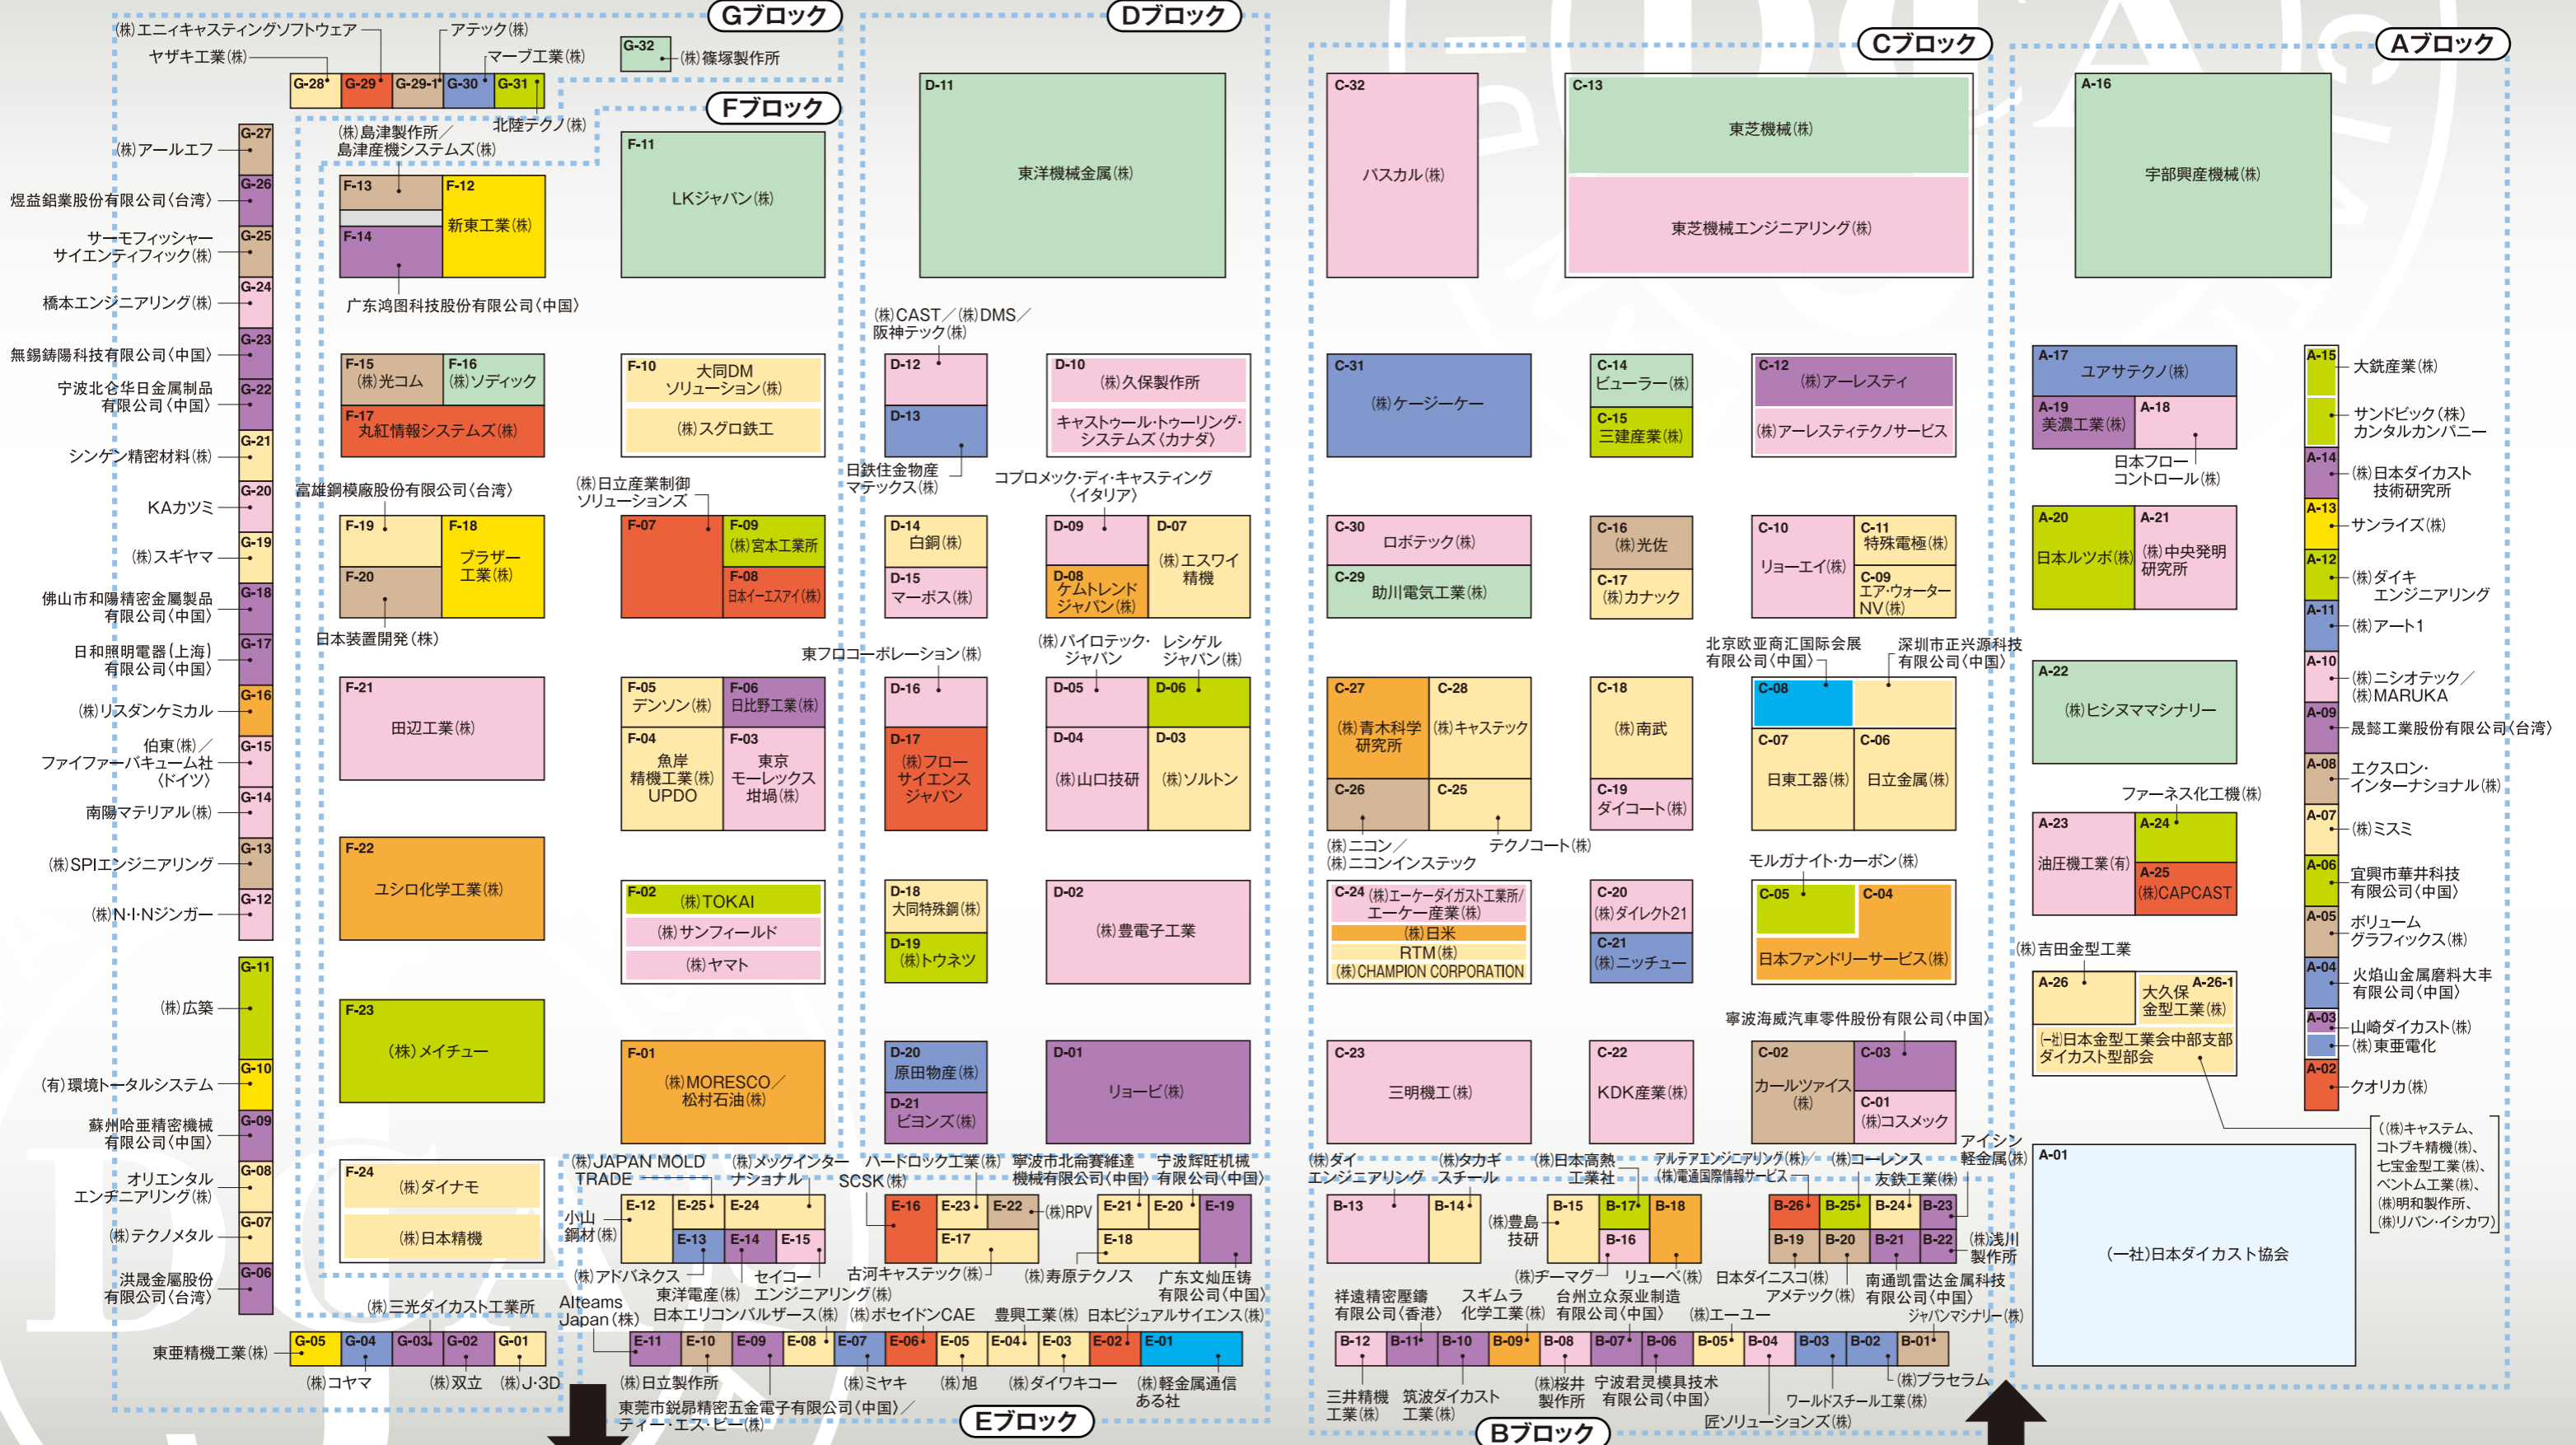 Gブロック
(株)エニィキャスティングソフトウェア
アテック(株)
ヤザキ工業(株)
マーブ工業(株)
G-28
G-29
G-29-1
G-30
G-31
北陸テクノ(株)
G-32
(株)篠塚製作所
G-27
(株)アールエフ
G-26
煜益鋁業股份有限公司〈台湾〉
G-25
サーモフィッシャー
サイエンティフィック(株)
G-24
橋本エンジニアリング(株)
G-23
無錫鋳陽科技有限公司〈中国〉
G-22
宁波北仑华日金属制品
有限公司〈中国〉
G-21
シンゲン精密材料(株)
G-20
KAカツミ
G-19
(株)スギヤマ
G-18
佛山市和陽精密金屬製品
有限公司〈中国〉
G-17
日和照明電器(上海)
有限公司〈中国〉
G-16
(株)リスダンケミカル
G-15
伯東(株)／
ファイファーバキューム社
〈ドイツ〉
G-14
南陽マテリアル(株)
G-13
(株)SPIエンジニアリング
G-12
(株)N・I・Nジンガー
G-11
(株)広築
G-10
(有)環境トータルシステム
G-09
蘇州哈亜精密機械
有限公司〈中国〉
G-08
オリエンタル
エンヂニアリング(株)
G-07
(株)テクノメタル
G-06
洪晟金属股份
有限公司〈台湾〉
(株)三光ダイカスト工業所
東亜精機工業(株)
G-05
G-04
G-03
G-02
G-01
(株)コヤマ
(株)双立
(株)J・3D
Fブロック
(株)島津製作所／
島津産機システムズ(株)
F-13
F-12
新東工業(株)
F-14
广东鸿图科技股份有限公司〈中国〉
F-11
LKジャパン(株)
F-15
(株)光コム
F-16
(株)ソディック
F-17
丸紅情報システムズ(株)
F-10
大同DM
ソリューション(株)
(株)スグロ鉄工
富雄鋼模廠股份有限公司〈台湾〉
F-19
F-18
ブラザー
工業(株)
F-20
日本装置開発(株)
(株)日立産業制御
ソリューションズ
F-07
F-09
(株)宮本工業所
F-08
日本イーエスアイ(株)
F-21
田辺工業(株)
F-05
デンソン(株)
F-06
日比野工業(株)
F-04
魚岸
精機工業(株)
UPDO
F-03
東京
モーレックス
坩堝(株)
F-22
ユシロ化学工業(株)
F-02
(株)TOKAI
(株)サンフィールド
(株)ヤマト
F-23
(株)メイチュー
F-01
(株)MORESCO／
松村石油(株)
F-24
(株)ダイナモ
(株)日本精機
Dブロック
D-11
東洋機械金属(株)
(株)CAST／(株)DMS／
阪神テック(株)
D-12
D-13
日鉄住金物産
マテックス(株)
D-10
(株)久保製作所
キャストゥール・トゥーリング・
システムズ〈カナダ〉
コプロメック・ディ・キャスティング
〈イタリア〉
D-14
白銅(株)
D-15
マーポス(株)
D-09
D-07
(株)エスワイ
精機
D-08
ケムトレンド
ジャパン(株)
東フロコーポレーション(株)
D-16
D-17
(株)フロー
サイエンス
ジャパン
(株)パイロテック・
ジャパン
レシゲル
ジャパン(株)
D-05
D-06
D-04
(株)山口技研
D-03
(株)ソルトン
D-18
大同特殊鋼(株)
D-19
(株)トウネツ
D-02
(株)豊電子工業
D-20
原田物産(株)
D-21
ビヨンズ(株)
D-01
リョービ(株)
(株)JAPAN MOLD
TRADE
(株)メックインター
ナショナル
ハードロック工業(株)
SCSK(株)
寧波市北侖賽維達
機械有限公司〈中国〉
宁波辉旺机械
有限公司〈中国〉
小山
鋼材(株)
E-12
E-25
E-24
E-13
E-14
E-15
E-16
E-23
E-22
(株)RPV
E-17
E-21
E-20
E-19
E-18
(株)アドバネクス
東洋電産(株)
セイコー
エンジニアリング(株)
古河キャステック(株)
(株)寿原テクノス
广东文灿压铸
有限公司〈中国〉
Alteams
Japan(株)
日本エリコンバルザース(株)
(株)ポセイドンCAE
豊興工業(株)
日本ビジュアルサイエンス(株)
E-11
E-10
E-09
E-08
E-07
E-06
E-05
E-04
E-03
E-02
E-01
(株)日立製作所
東莞市鋭昂精密五金電子有限公司〈中国〉／
ティー・エス・ビー(株)
(株)ミヤキ
(株)旭
(株)ダイワキコー
(株)軽金属通信
ある社
Eブロック
Cブロック
C-32
パスカル(株)
C-13
東芝機械(株)
東芝機械エンジニアリング(株)
C-31
(株)ケージーケー
C-14
ビューラー(株)
C-15
三建産業(株)
C-12
(株)アーレスティ
(株)アーレスティテクノサービス
C-30
ロボテック(株)
C-29
助川電気工業(株)
C-16
(株)光佐
C-17
(株)カナック
C-10
リョーエイ(株)
C-11
特殊電極(株)
C-09
エア・ウォーター
NV(株)
北京欧亚商汇国际会展
有限公司〈中国〉
深圳市正兴源科技
有限公司〈中国〉
C-27
(株)青木科学
研究所
C-28
(株)キャステック
C-26
C-25
(株)ニコン／
(株)ニコンインステック
テクノコート(株)
C-18
(株)南武
C-19
ダイコート(株)
C-08
C-07
日東工器(株)
C-06
日立金属(株)
モルガナイト・カーボン(株)
C-24
(株)エーケーダイガスト工業所/
エーケー産業(株)
(株)日米
RTM(株)
(株)CHAMPION CORPORATION
C-20
(株)ダイレクト21
C-21
(株)ニッチュー
C-05
C-04
日本ファンドリーサービス(株)
寧波海威汽車零件股份有限公司〈中国〉
C-23
三明機工(株)
C-22
KDK産業(株)
C-02
カールツァイス
(株)
C-03
C-01
(株)コスメック
(株)ダイ
エンジニアリング
(株)タカギ
スチール
(株)日本高熱
工業社
アルテアエンジニアリング(株)／
(株)電通国際情報サービス
(株)コーレンス
友鉄工業(株)
アイシン
軽金属(株)
B-13
B-14
(株)豊島
技研
B-15
B-17
B-18
B-16
B-26
B-25
B-24
B-23
B-19
B-20
B-21
B-22
(株)浅川
製作所
(株)ヂーマグ
リューベ(株)
日本ダイニスコ(株)
アメテック(株)
南通凯雷达金属科技
有限公司〈中国〉
祥遠精密壓鑄
有限公司〈香港〉
スギムラ
化学工業(株)
台州立众泵业制造
有限公司〈中国〉
(株)エーユー
ジャパンマシナリー(株)
B-12
B-11
B-10
B-09
B-08
B-07
B-06
B-05
B-04
B-03
B-02
B-01
三井精機
工業(株)
筑波ダイカスト
工業(株)
(株)桜井
製作所
宁波君灵模具技术
有限公司〈中国〉
匠ソリューションズ(株)
ワールドスチール工業(株)
(株)プラセラム
Bブロック
Aブロック
A-16
宇部興産機械(株)
A-17
ユアサテクノ(株)
A-19
美濃工業(株)
A-18
日本フロー
コントロール(株)
A-20
日本ルツボ(株)
A-21
(株)中央発明
研究所
A-22
(株)ヒシヌママシナリー
ファーネス化工機(株)
A-23
油圧機工業(有)
A-24
A-25
(株)CAPCAST
(株)吉田金型工業
A-26
A-26-1
大久保
金型工業(株)
(一社)日本金型工業会中部支部
ダイカスト型部会
((株)キャステム、
コトブキ精機(株)、
七宝金型工業(株)、
ベントム工業(株)、
(株)明和製作所、
(株)リバン・イシカワ)
A-01
(一社)日本ダイカスト協会
A-15
大銑産業(株)
サンドビック(株)
カンタルカンパニー
A-14
(株)日本ダイカスト
技術研究所
A-13
サンライズ(株)
A-12
(株)ダイキ
エンジニアリング
A-11
(株)アート1
A-10
(株)ニシオテック／
(株)MARUKA
A-09
晟懿工業股份有限公司〈台湾〉
A-08
エクスロン・
インターナショナル(株)
A-07
(株)ミスミ
A-06
宜興市華井科技
有限公司〈中国〉
A-05
ボリューム
グラフィックス(株)
A-04
火焰山金属磨料大丰
有限公司〈中国〉
A-03
山崎ダイカスト(株)
(株)東亜電化
A-02
クオリカ(株)